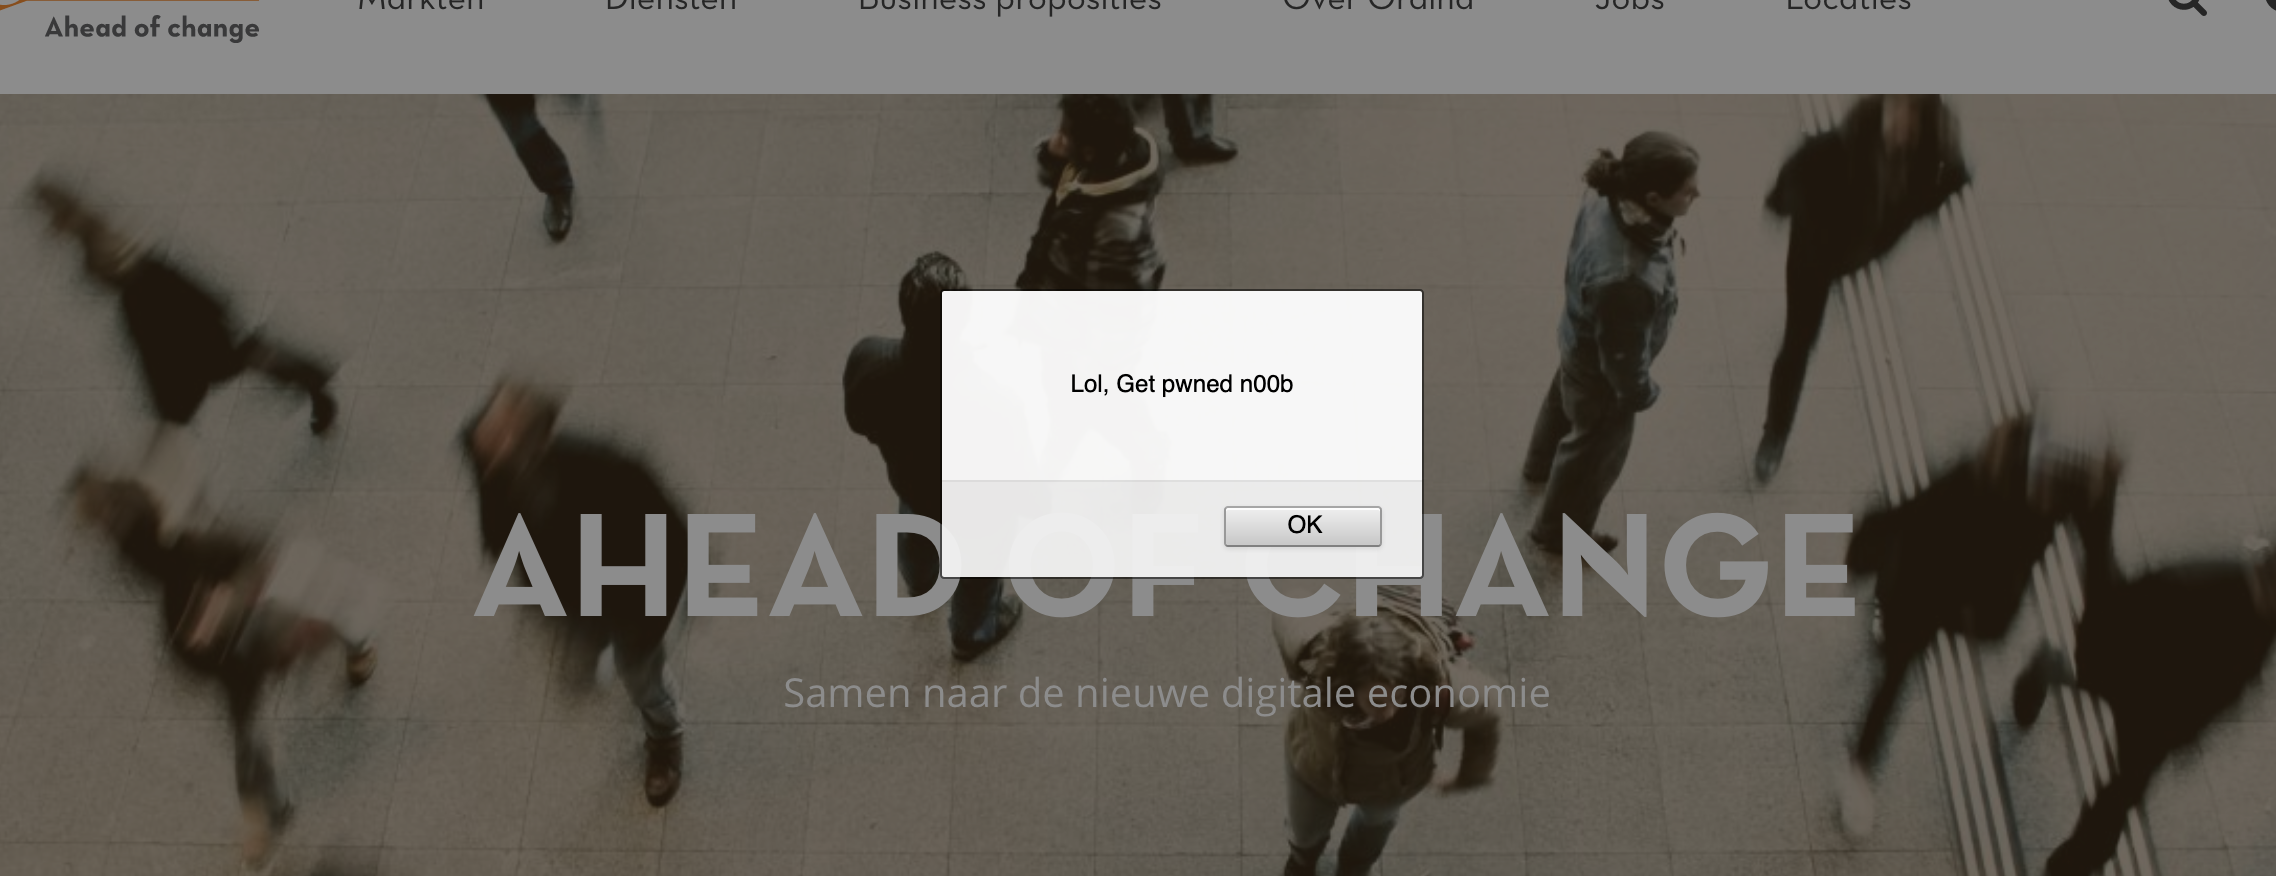 Markten Diensten Business proposities Over Ordina Jobs Locaties
Ahead of change
Lol, Get pwned n00b
OK
AHEAD OF CHANGE
Samen naar de nieuwe digitale economie